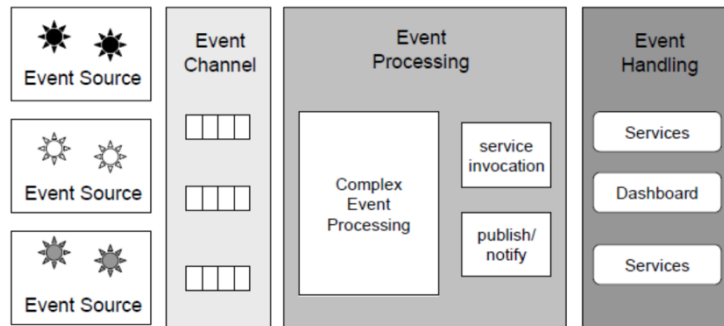 Event Source
Event Source
Event Source
Event
Channel
Event
Processing
Complex
Event
Processing
service
invocation
publish/
notify
Event
Handling
Services
Dashboard
Services